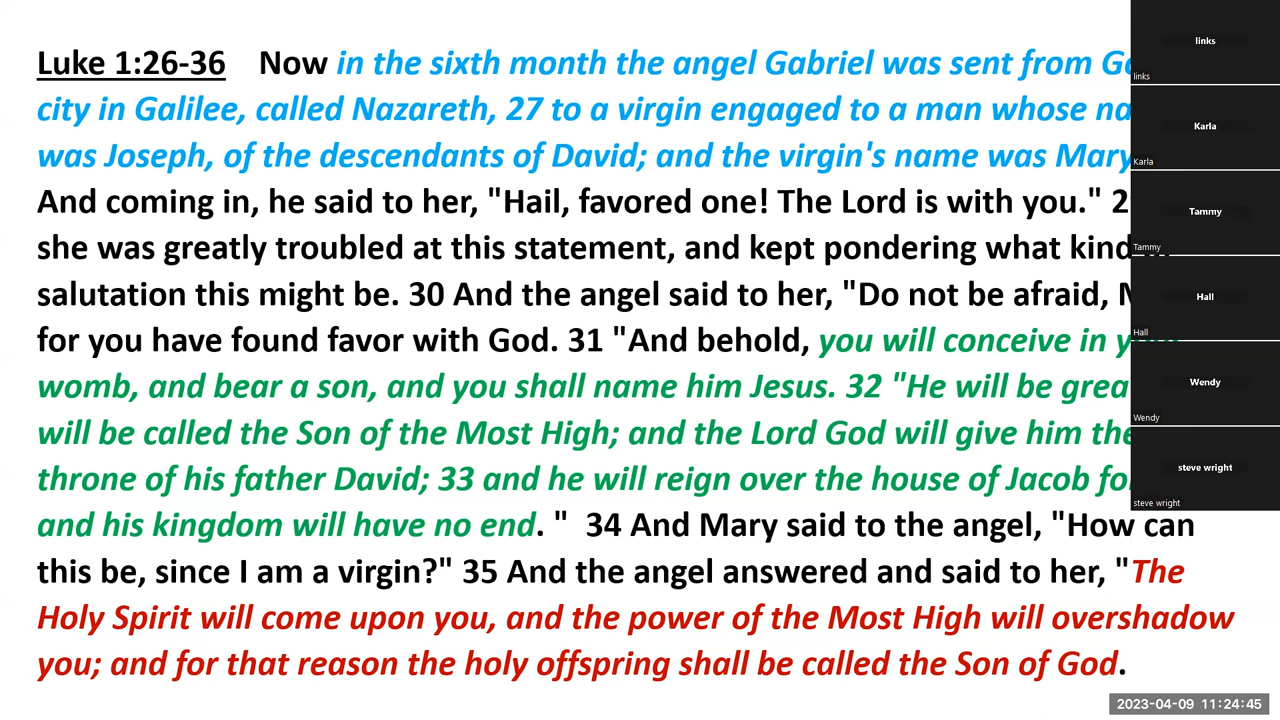 Luke 1:26-36 Now in the sixth month the angel Gabriel was sent from
city in Galilee, called Nazareth, 27 to a virgin engaged to a man whose
was Joseph, of the descendants of David; and the virgin's name was Mary
And coming in, he said to her, "Hail, favored one! The Lord is with you."
she was greatly troubled at this statement, and kept pondering what kind
salutation this might be. 30 And the angel said to her, "Do not be afraid,
for you have found favor with God. 31 "And behold, you will conceive in
womb, and bear a son, and you shall name him Jesus. 32 "He will be
will be called the Son of the Most High; and the Lord God will give him the
throne of his father David; 33 and he will reign over the house of Jacob
and his kingdom will have no end. " 34 And Mary said to the angel, "How can
this be, since I am a virgin?" 35 And the angel answered and said to her, "The
Holy Spirit will come upon you, and the power of the Most High will overshadow
you; and for that reason the holy offspring shall be called the Son of God.
links
links
Karla
Karla
Tammy
Tammy
Hall
Hall
Wendy
Wendy
steve wright
steve wright
2023-04-09 11:24:45